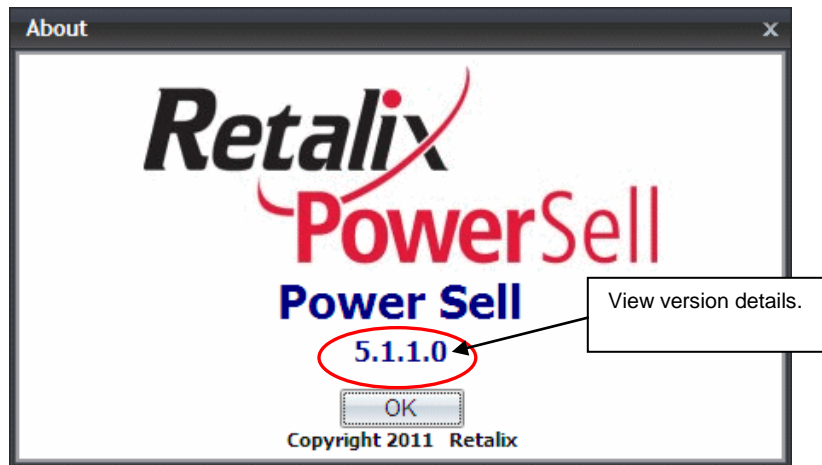 About x
Retalix
PowerSell
Power Sell
View version details.
5.1.1.0
OK
Copyright 2011 Retalix